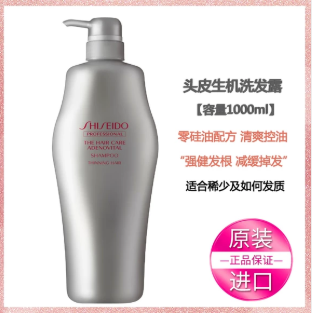 SHISEIDO
PROFESSIONAL
THE HAIR CARE
ADENOVITAL
SHAMPOO
头皮生机洗发露
【容量1000ml】
零硅油配方 清爽控油
“强健发根 减缓掉发”
适合稀少及如何发质
原装
正品保证
进口